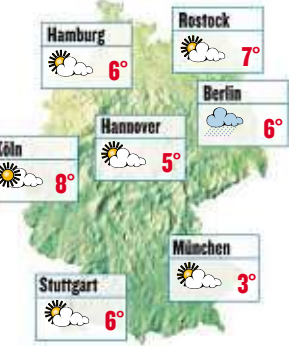 Rostock
7°
Hamburg
6°
Berlin
6°
Hannover
5°
Köln
8°
München
3°
Stuttgart
6°